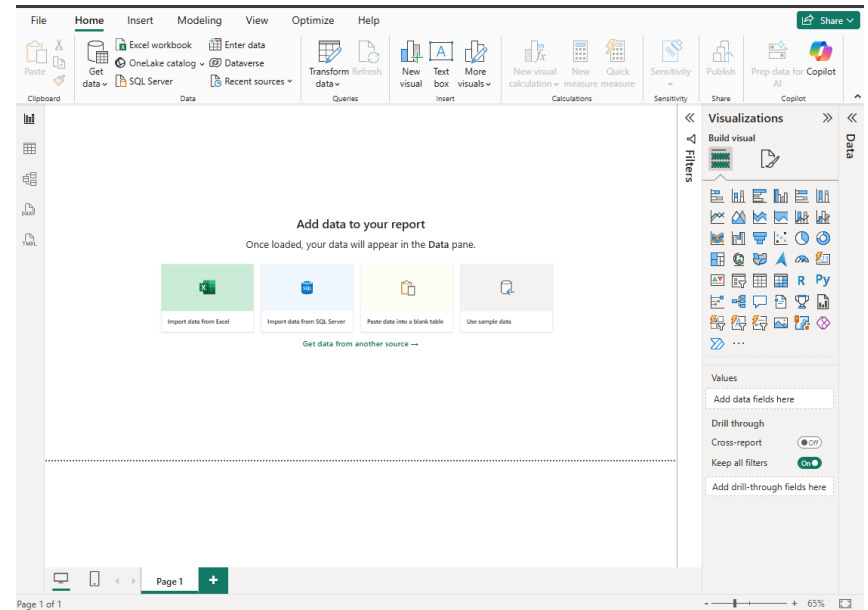 File Home Insert Modeling View Optimize Help Share
Paste
Clipboard
Get data
Excel workbook
OneLake catalog
SQL Server
Enter data
Dataverse
Recent sources
Data
Transform data
Refresh
Queries
New visual
Text box
More visuals
Insert
New visual calculation
New measure
Quick measure
Calculations
Sensitivity
Sensitivity
Publish
Share
Prep data for AI
Copilot
Copilot
DAX
TMDL
Add data to your report
Once loaded, your data will appear in the Data pane.
SQL
Import data from Excel
Import data from SQL Server
Paste data into a blank table
Use sample data
Get data from another source →
Filters
Visualizations
Build visual
R Py
...
Values
Add data fields here
Drill through
Cross-report Off
Keep all filters On
Add drill-through fields here
Data
Page 1 +
Page 1 of 1
- + 65%